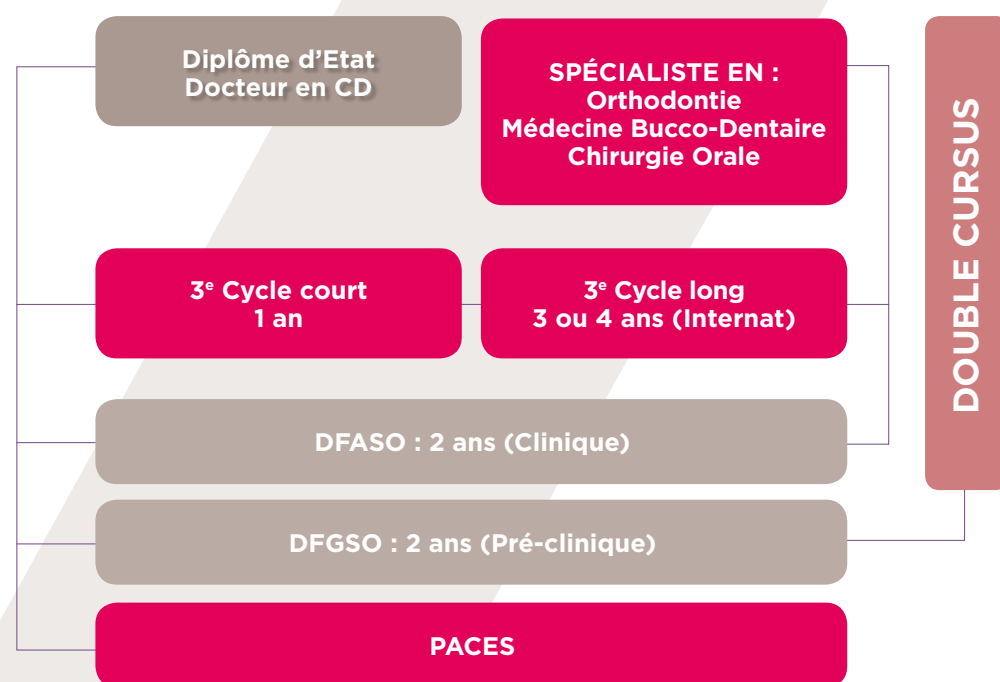 Diplôme d’Etat
Docteur en CD
SPÉCIALISTE EN :
Orthodontie
Médecine Bucco-Dentaire
Chirurgie Orale
DOUBLE CURSUS
3e Cycle court
1 an
3e Cycle long
3 ou 4 ans (Internat)
DFASO : 2 ans (Clinique)
DFGSO : 2 ans (Pré-clinique)
PACES